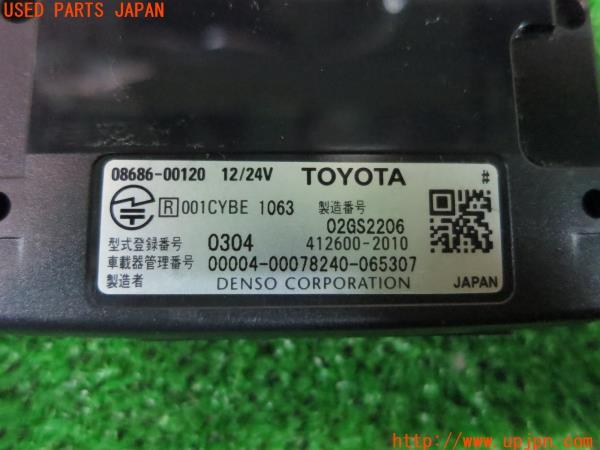 USED PARTS JAPAN
08686-00120 12/24V TOYOTA #
R 001CYBE 1063 製造番号
02GS2206
型式登録番号 0304 412600-2010
車載器管理番号 00004-00078240-065307
製造者 DENSO CORPORATION JAPAN
http://www.upjpn.com